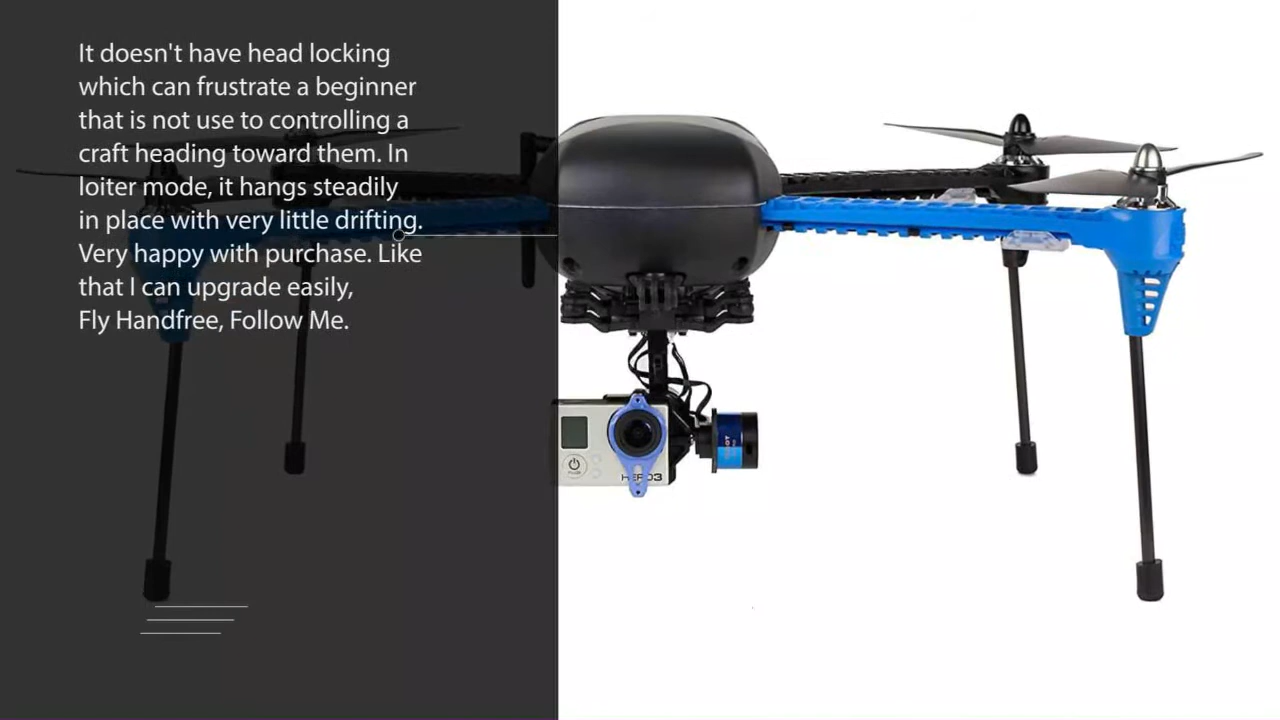 It doesn't have head locking
which can frustrate a beginner
that is not use to controlling a
craft heading toward them. In
loiter mode, it hangs steadily
in place with very little drifting.
Very happy with purchase. Like
that I can upgrade easily,
Fly Handfree, Follow Me.
HERO3